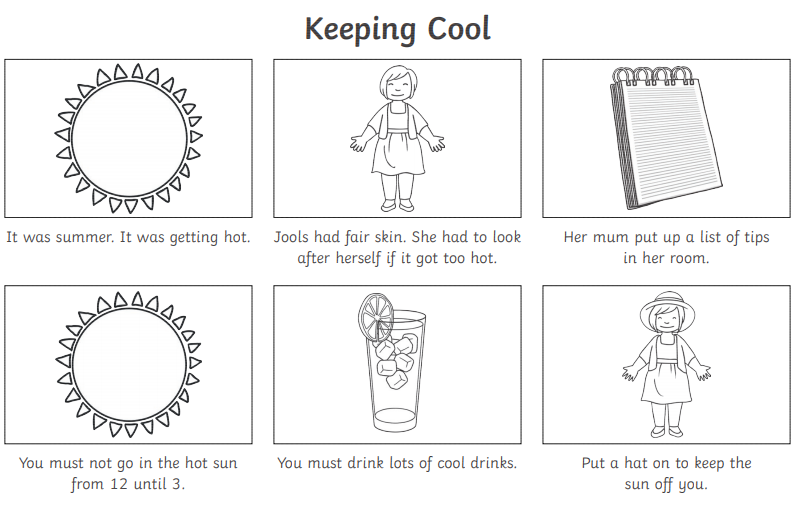 Keeping Cool
It was summer. It was getting hot.
Jools had fair skin. She had to look
after herself if it got too hot.
Her mum put up a list of tips
in her room.
You must not go in the hot sun
from 12 until 3.
You must drink lots of cool drinks.
Put a hat on to keep the
sun off you.